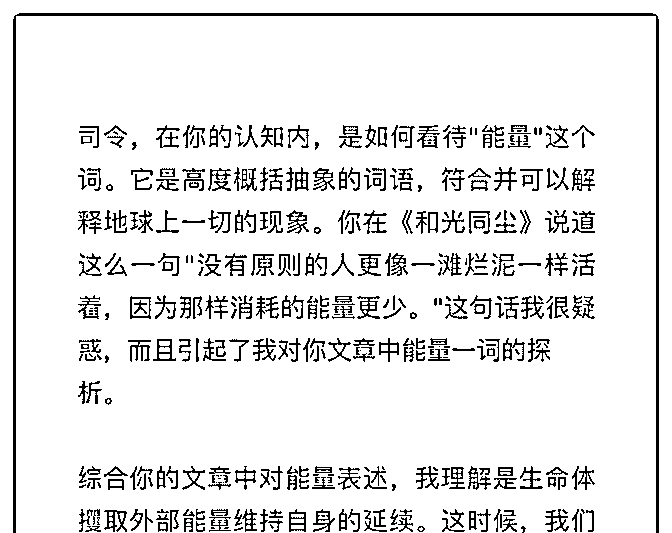 司令，在你的认知内，是如何看待"能量"这个
词。它是高度概括抽象的词语，符合并可以解
释地球上一切的现象。你在《和光同尘》说道
这么一句"没有原则的人更像一滩烂泥一样活
着，因为那样消耗的能量更少。"这句话我很疑
惑，而且引起了我对你文章中能量一词的探
析。
综合你的文章中对能量表述，我理解是生命体
攫取外部能量维持自身的延续。这时候，我们